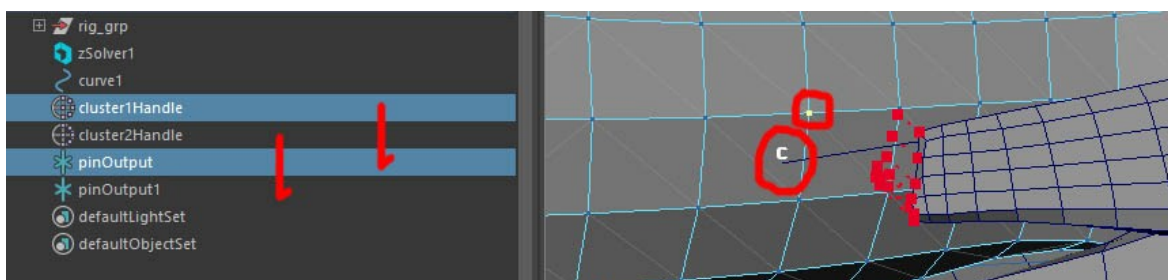 rig_grp
zSolver1
curve1
cluster1Handle
cluster2Handle
pinOutput
pinOutput1
defaultLightSet
defaultObjectSet
C